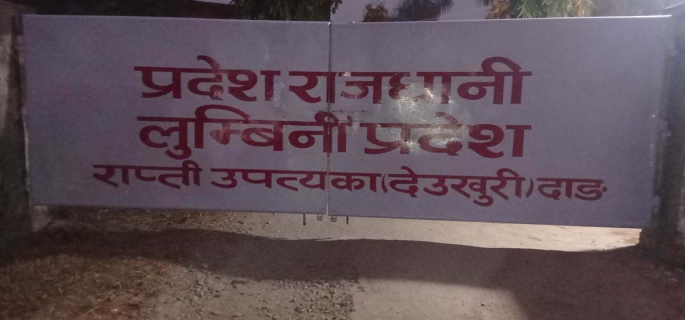 प्रदेश राजधानी
लुम्बिनी प्रदेश
राप्ती उपत्यका(देउखुरी)दाङ